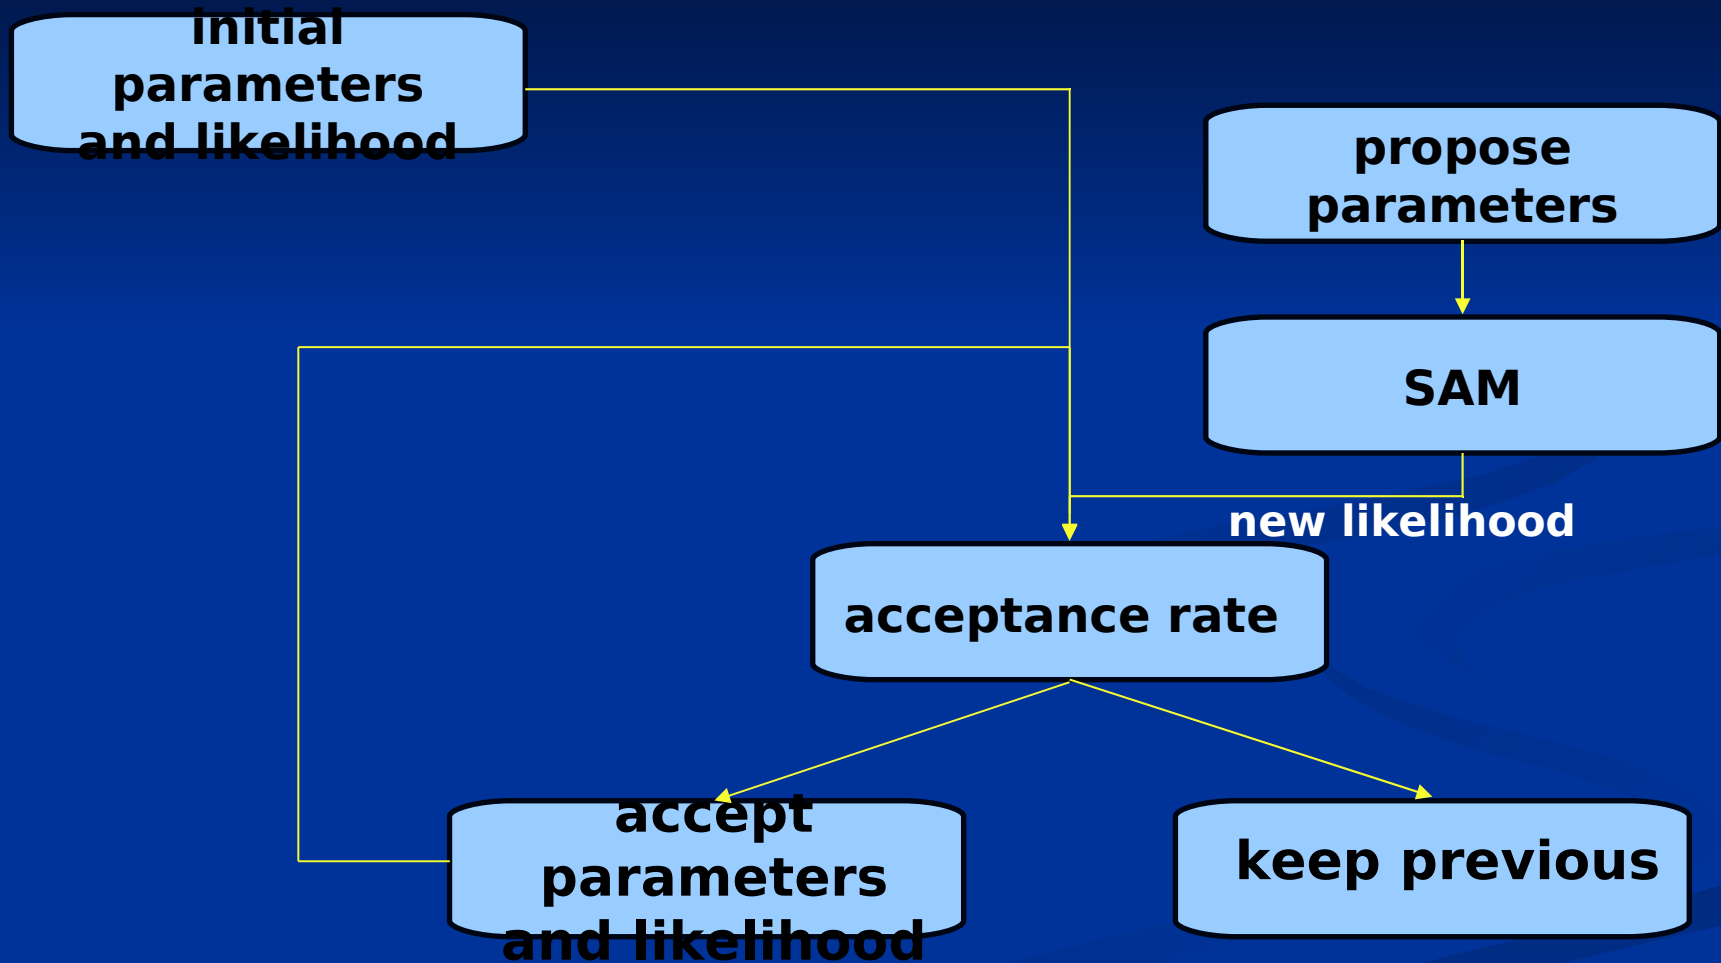 initial
parameters
and likelihood
propose
parameters
SAM
new likelihood
acceptance rate
accept
parameters
and likelihood
keep previous